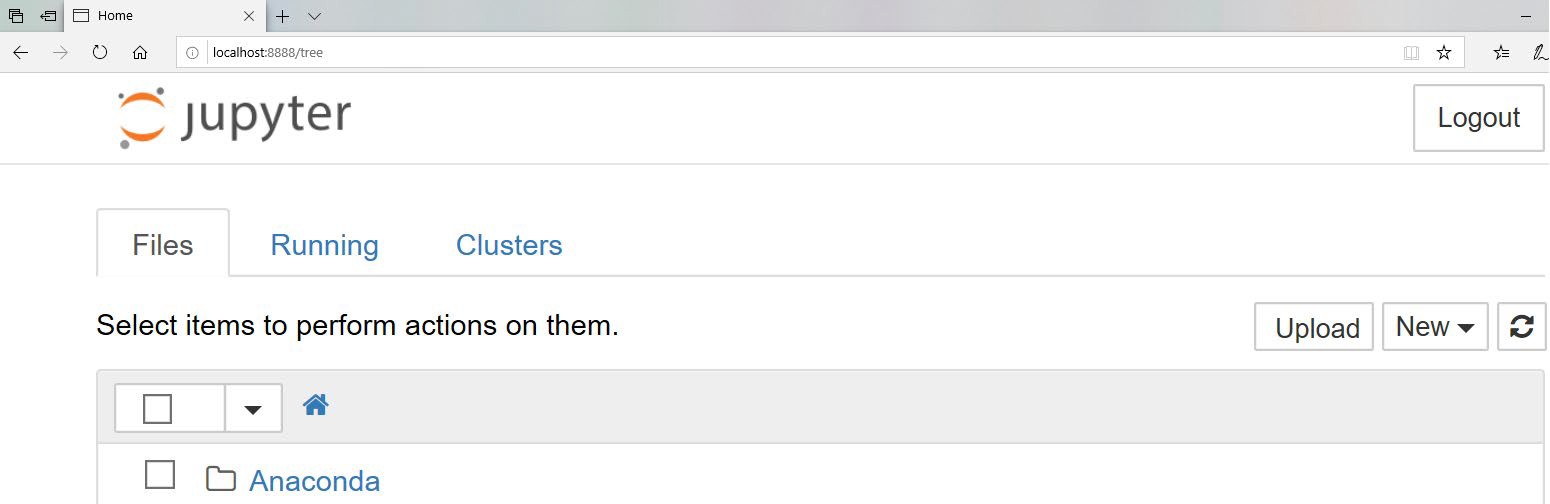 Home
localhost:8888/tree
jupyter
Logout
Files Running Clusters
Select items to perform actions on them.
Upload New
Anaconda